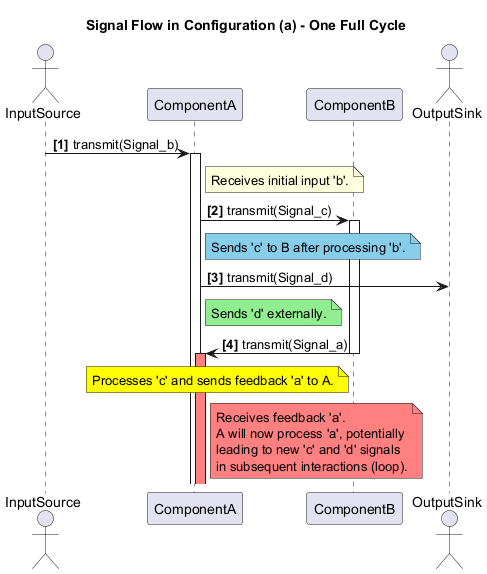 Signal Flow in Configuration (a) - One Full Cycle
InputSource
ComponentA
ComponentB
OutputSink
[1] transmit(Signal_b)
Receives initial input 'b'.
[2] transmit(Signal_c)
Sends 'c' to B after processing 'b'.
[3] transmit(Signal_d)
Sends 'd' externally.
[4] transmit(Signal_a)
Processes 'c' and sends feedback 'a' to A.
Receives feedback 'a'.
A will now process 'a', potentially
leading to new 'c' and 'd' signals
in subsequent interactions (loop).
InputSource
ComponentA
ComponentB
OutputSink